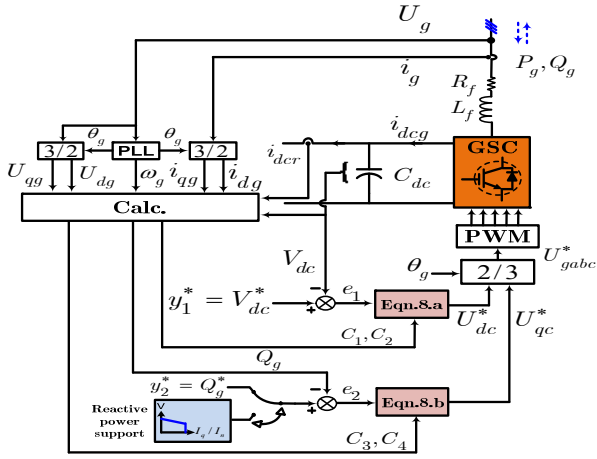 U_g
P_g, Q_g
i_g
R_f
L_f
i_dcg
i_dcr
GSC
θ_g
θ_g
3/2
PLL
3/2
C_dc
U_qg
U_dg
ω_g
i_qg
i_dg
Calc.
PWM
U*_gabc
V_dc
θ_g
2/3
y*_1 = V*_dc
e_1
Eqn.8.a
U*_dc
U*_qc
C_1, C_2
Q_g
y*_2 = Q*_g
e_2
Eqn.8.b
Reactive
power
support
V
I_q / I_n
C_3, C_4